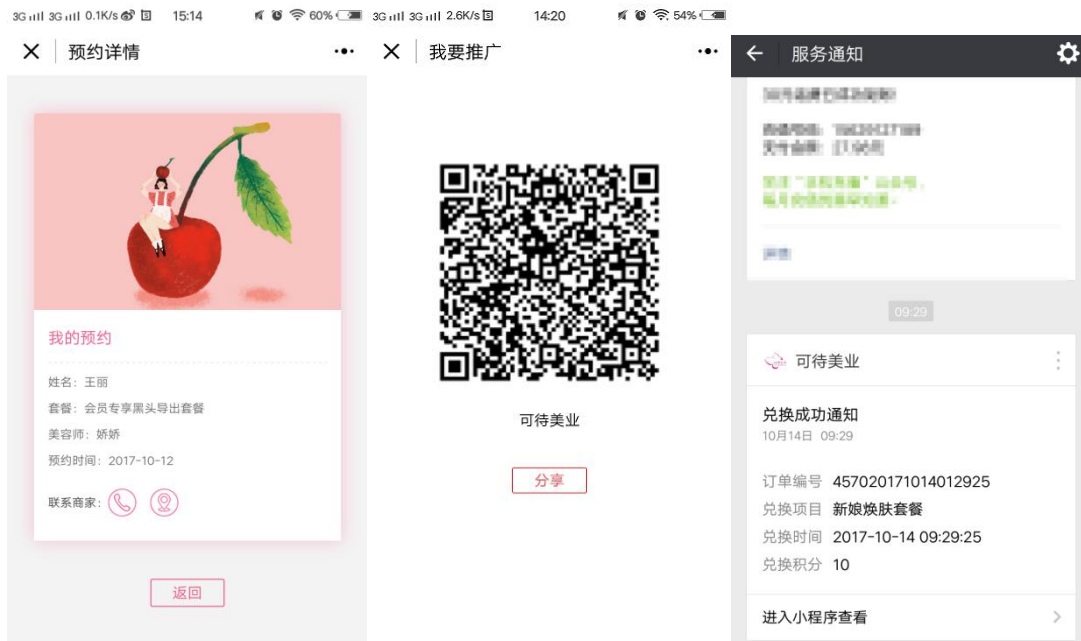 3G 3G 0.1K/s 15:14 60%
预约详情
我的预约
姓名：王丽
套餐：会员专享黑头导出套餐
美容师：娇娇
预约时间：2017-10-12
联系商家：
返回
3G 3G 2.6K/s 14:20 54%
我要推广
可待美业
分享
服务通知
09:29
可待美业
兑换成功通知
10月14日 09:29
订单编号 457020171014012925
兑换项目 新娘焕肤套餐
兑换时间 2017-10-14 09:29:25
兑换积分 10
进入小程序查看